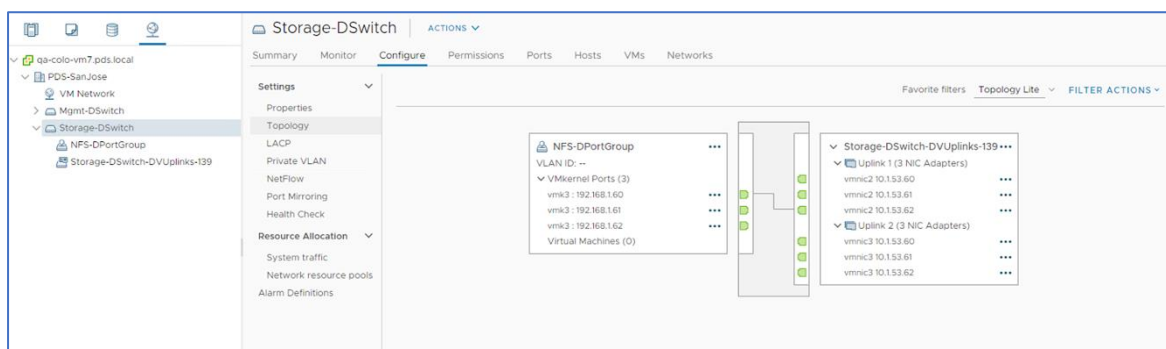 Storage-DSwitch
ACTIONS
Summary Monitor Configure Permissions Ports Hosts VMs Networks
qa-colo-vm7.pds.local
PDS-SanJose
VM Network
Mgmt-DSwitch
Storage-DSwitch
NFS-DPortGroup
Storage-DSwitch-DVUplinks-139
Settings
Properties
Topology
LACP
Private VLAN
NetFlow
Port Mirroring
Health Check
Resource Allocation
System traffic
Network resource pools
Alarm Definitions
Favorite filters Topology Lite FILTER ACTIONS
NFS-DPortGroup
VLAN ID: --
VMkernel Ports (3)
vmk3 : 192.168.1.60
vmk3 : 192.168.1.61
vmk3 : 192.168.1.62
Virtual Machines (0)
Storage-DSwitch-DVUplinks-139
Uplink 1 (3 NIC Adapters)
vmnic2 10.1.53.60
vmnic2 10.1.53.61
vmnic2 10.1.53.62
Uplink 2 (3 NIC Adapters)
vmnic3 10.1.53.60
vmnic3 10.1.53.61
vmnic3 10.1.53.62